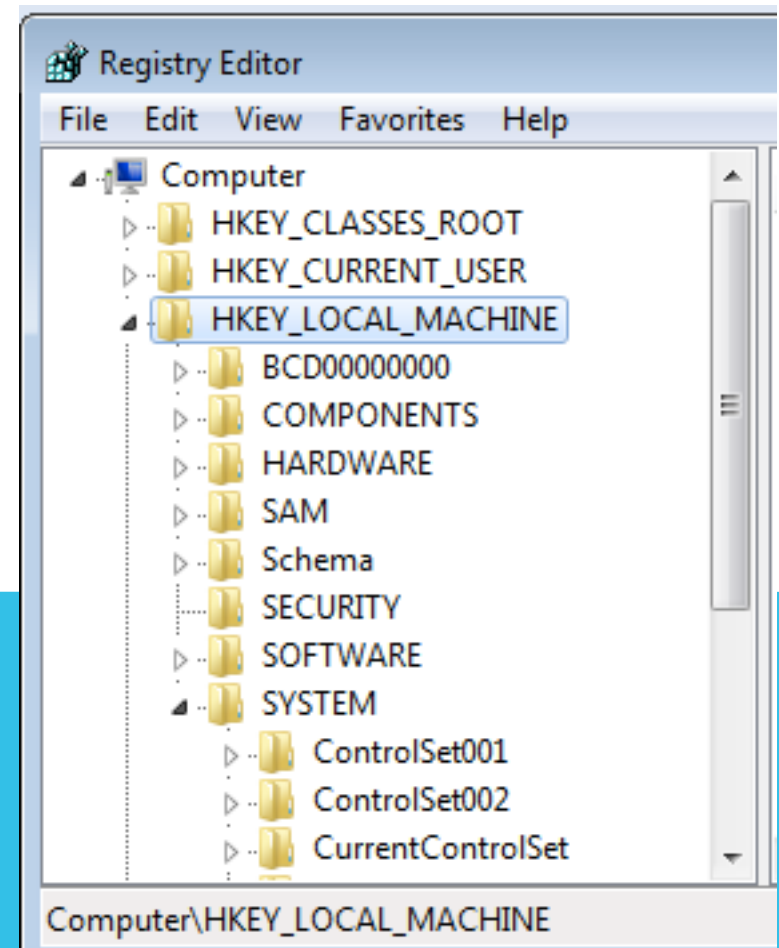 Registry Editor
File Edit View Favorites Help
Computer
HKEY_CLASSES_ROOT
HKEY_CURRENT_USER
HKEY_LOCAL_MACHINE
BCD00000000
COMPONENTS
HARDWARE
SAM
Schema
SECURITY
SOFTWARE
SYSTEM
ControlSet001
ControlSet002
CurrentControlSet
Computer\HKEY_LOCAL_MACHINE